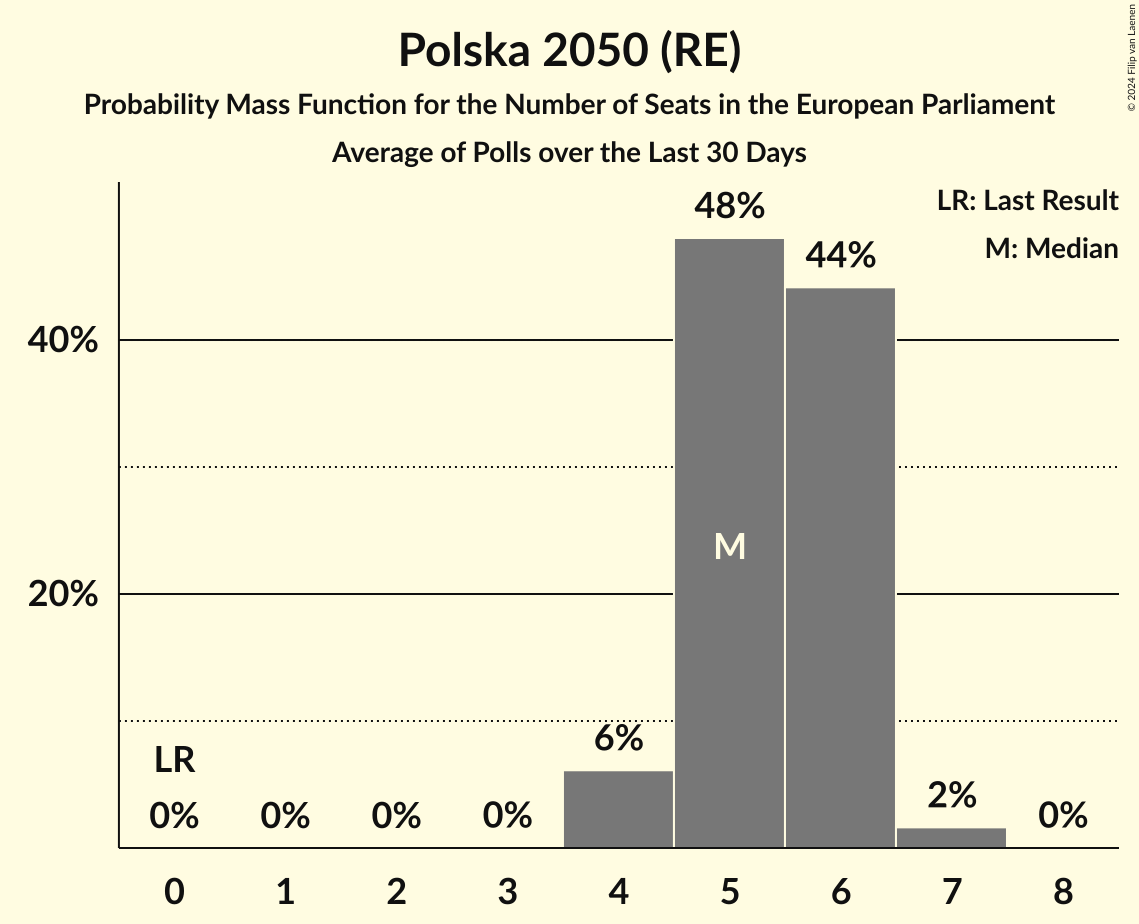 Polska 2050 (RE)
Probability Mass Function for the Number of Seats in the European Parliament
Average of Polls over the Last 30 Days
© 2024 Filip van Laenen
LR: Last Result
M: Median
48%
44%
40%
M
20%
6%
LR
2%
0% 0% 0% 0% 0%
0 1 2 3 4 5 6 7 8